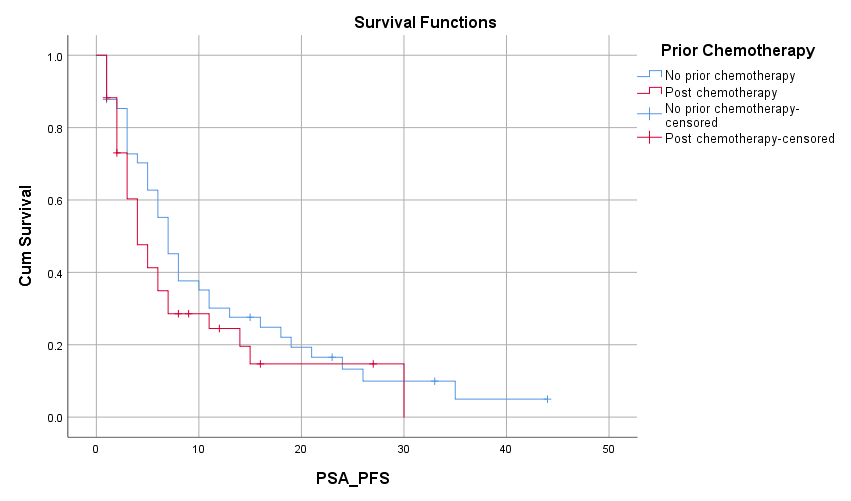 Survival Functions
Prior Chemotherapy
No prior chemotherapy
Post chemotherapy
No prior chemotherapy-
censored
Post chemotherapy-censored
Cum Survival
1.0
0.8
0.6
0.4
0.2
0.0
0 10 20 30 40 50
PSA_PFS